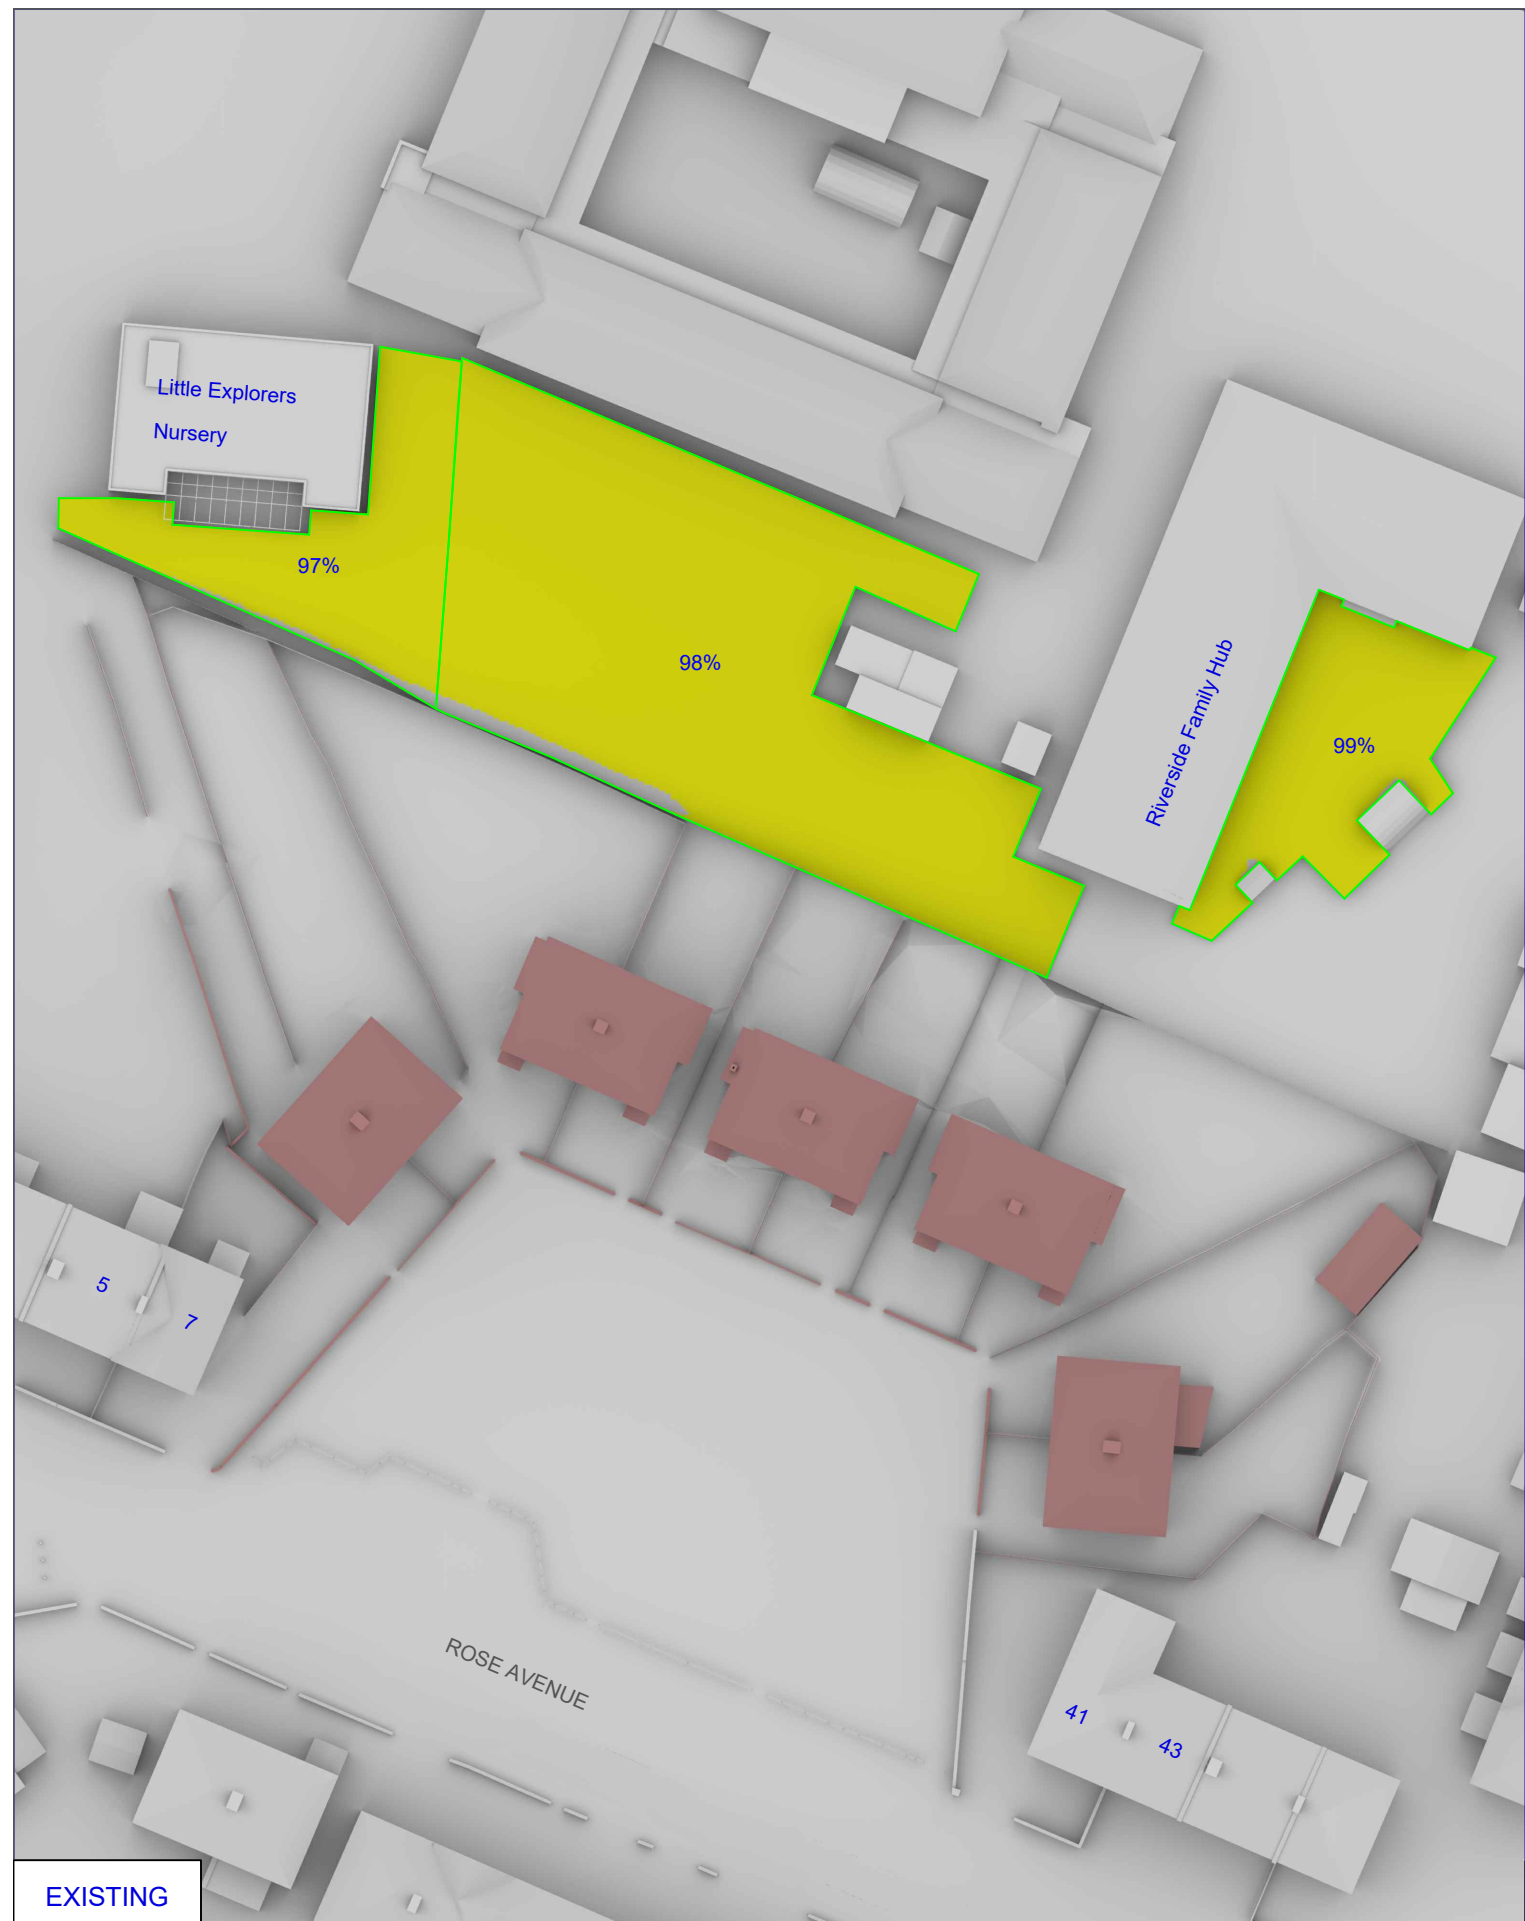 Little Explorers
Nursery
97%
98%
Riverside Family Hub
99%
5
7
ROSE AVENUE
41
43
EXISTING